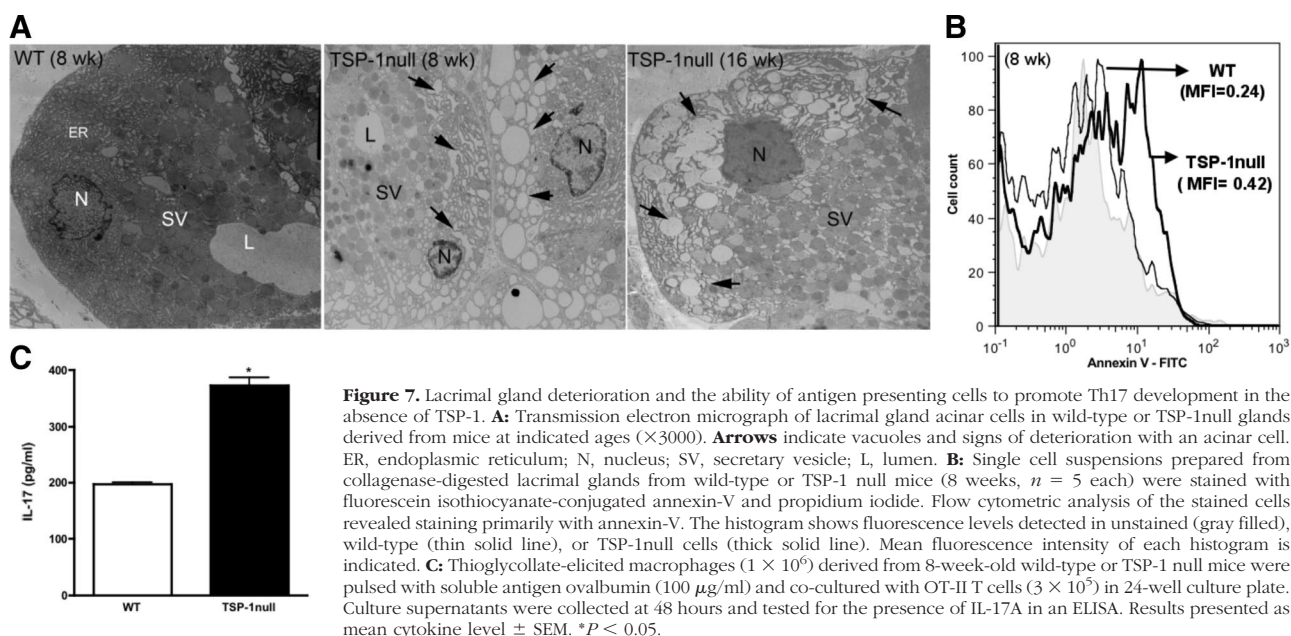 A
WT (8 wk)
ER
N
SV
L
TSP-1null (8 wk)
L
SV
N
N
TSP-1null (16 wk)
N
SV
B
(8 wk)
WT
(MFI=0.24)
TSP-1null
( MFI= 0.42)
Cell count
100
80
60
40
20
0
10-1
100
101
102
103
Annexin V - FITC
C
IL-17 (pg/ml)
400
300
200
100
0
*
WT
TSP-1null
Figure 7. Lacrimal gland deterioration and the ability of antigen presenting cells to promote Th17 development in the
absence of TSP-1. A: Transmission electron micrograph of lacrimal gland acinar cells in wild-type or TSP-1null glands
derived from mice at indicated ages (×3000). Arrows indicate vacuoles and signs of deterioration with an acinar cell.
ER, endoplasmic reticulum; N, nucleus; SV, secretary vesicle; L, lumen. B: Single cell suspensions prepared from
collagenase-digested lacrimal glands from wild-type or TSP-1 null mice (8 weeks, n = 5 each) were stained with
fluorescein isothiocyanate-conjugated annexin-V and propidium iodide. Flow cytometric analysis of the stained cells
revealed staining primarily with annexin-V. The histogram shows fluorescence levels detected in unstained (gray filled),
wild-type (thin solid line), or TSP-1null cells (thick solid line). Mean fluorescence intensity of each histogram is
indicated. C: Thioglycollate-elicited macrophages (1 × 10⁶) derived from 8-week-old wild-type or TSP-1 null mice were
pulsed with soluble antigen ovalbumin (100 μg/ml) and co-cultured with OT-II T cells (3 × 10⁵) in 24-well culture plate.
Culture supernatants were collected at 48 hours and tested for the presence of IL-17A in an ELISA. Results presented as
mean cytokine level ± SEM. *P < 0.05.